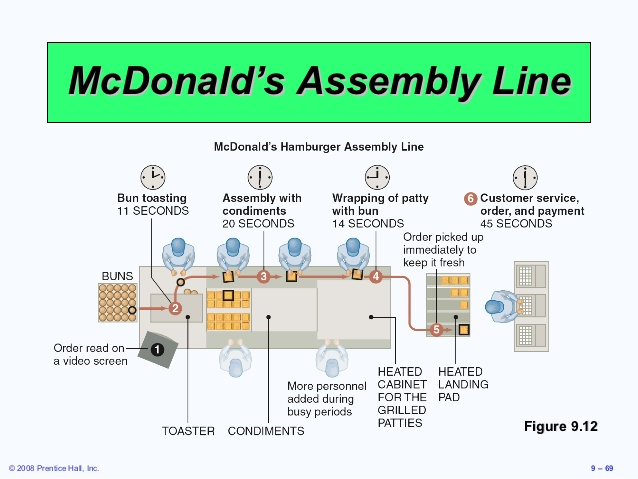 McDonald's Assembly Line
McDonald's Hamburger Assembly Line
Bun toasting
11 SECONDS
Assembly with
condiments
20 SECONDS
Wrapping of patty
with bun
14 SECONDS
6 Customer service,
order, and payment
45 SECONDS
Order picked up
immediately to
keep it fresh
BUNS
2
3
4
5
Order read on
a video screen
1
More personnel
added during
busy periods
HEATED
CABINET
FOR THE
GRILLED
PATTIES
HEATED
LANDING
PAD
TOASTER
CONDIMENTS
Figure 9.12
© 2008 Prentice Hall, Inc.
9 – 69